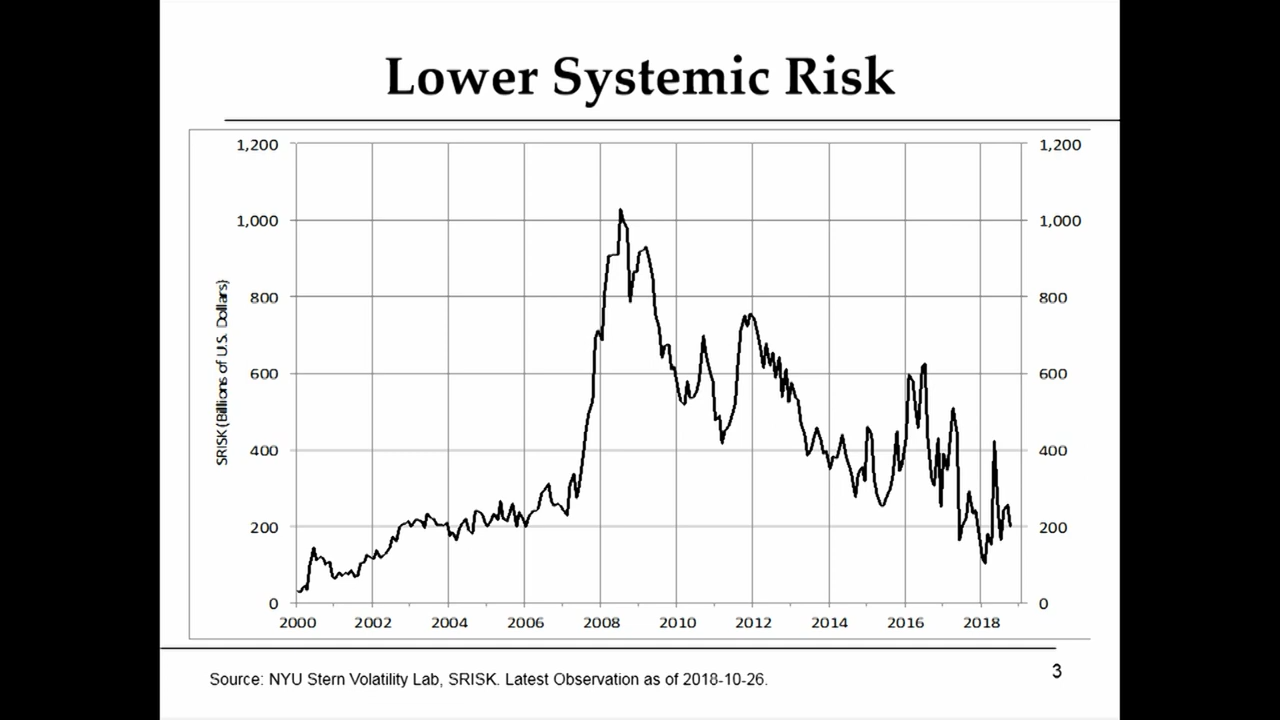 Lower Systemic Risk
1,200 1,200
1,000 1,000
800 800
600 600
400 400
200 200
0 0
SRISK (Billions of U.S. Dollars)
2000 2002 2004 2006 2008 2010 2012 2014 2016 2018
Source: NYU Stern Volatility Lab, SRISK. Latest Observation as of 2018-10-26.
3